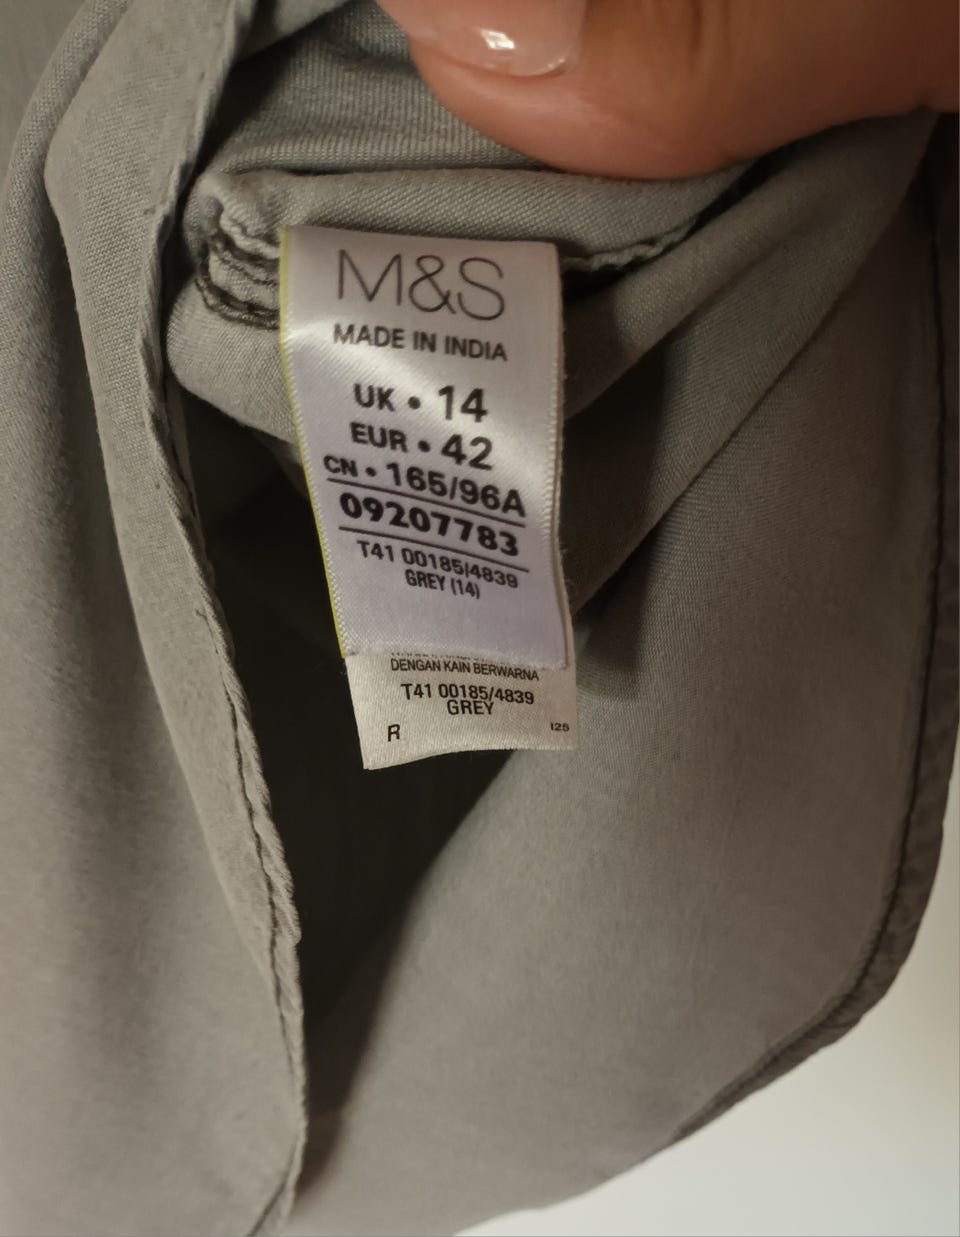 M&S
MADE IN INDIA
UK • 14
EUR • 42
CN • 165/96A
09207783
T41 00185/4839
GREY (14)
DENGAN KAIN BERWARNA
T41 00185/4839
GREY
R
125